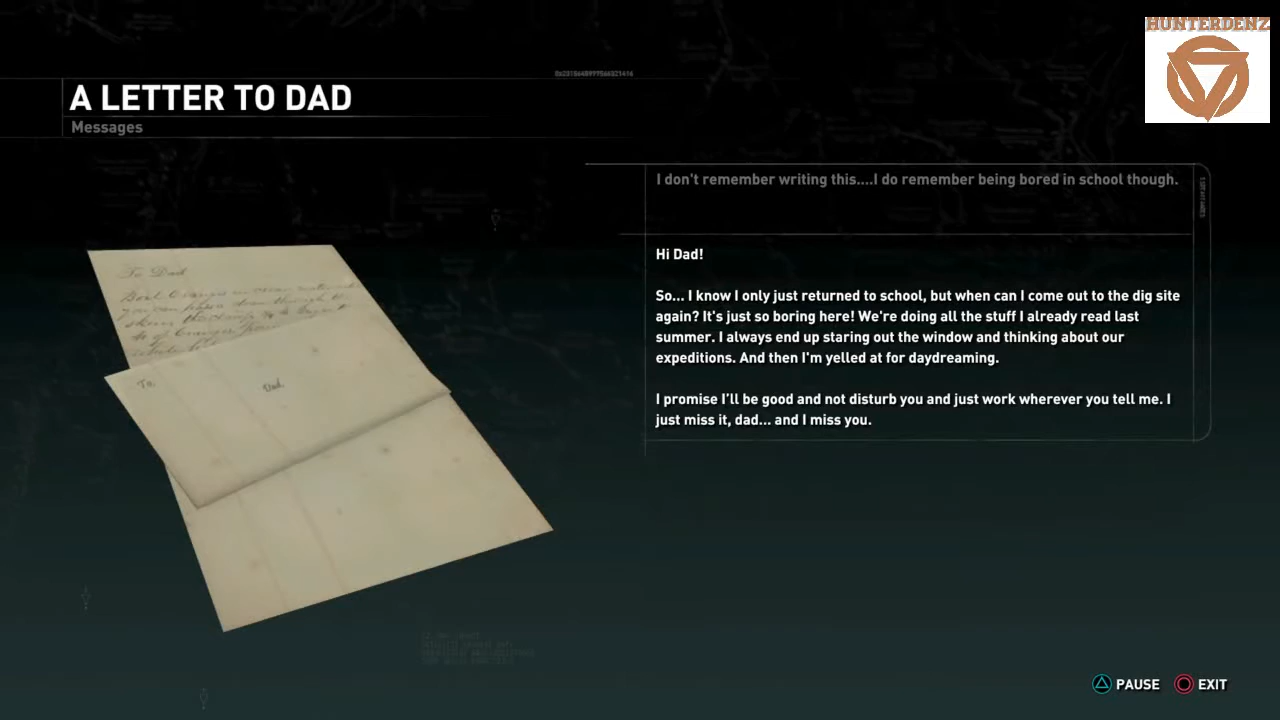 HUNTERDENZ
0x2315648977566321416
A LETTER TO DAD
Messages
I don't remember writing this....I do remember being bored in school though.
Hi Dad!
So... I know I only just returned to school, but when can I come out to the dig site
again? It's just so boring here! We're doing all the stuff I already read last
summer. I always end up staring out the window and thinking about our
expeditions. And then I'm yelled at for daydreaming.
I promise I'll be good and not disturb you and just work wherever you tell me. I
just miss it, dad... and I miss you.
To Dad
To,
Dad.
PAUSE
EXIT